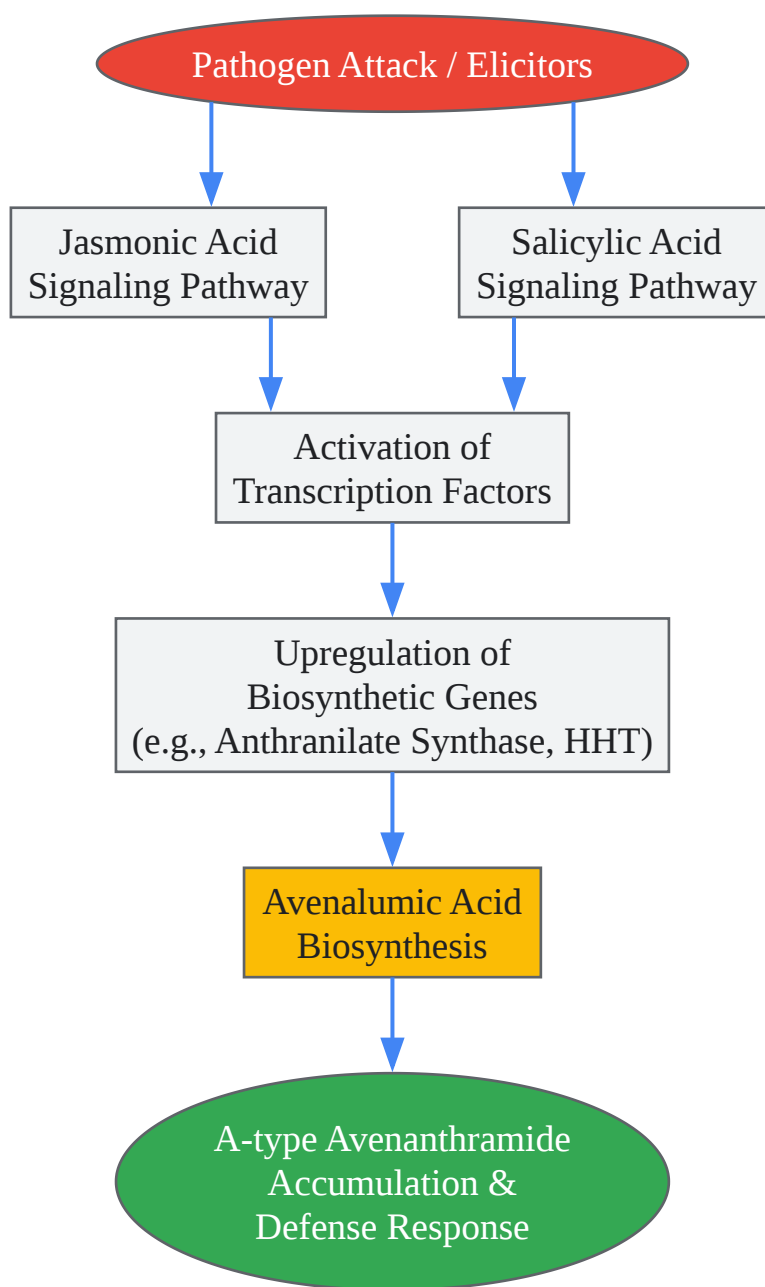 Pathogen Attack / Elicitors
Jasmonic Acid
Signaling Pathway
Salicylic Acid
Signaling Pathway
Activation of
Transcription Factors
Upregulation of
Biosynthetic Genes
(e.g., Anthranilate Synthase, HHT)
Avenalumic Acid
Biosynthesis
A-type Avenanthramide
Accumulation &
Defense Response